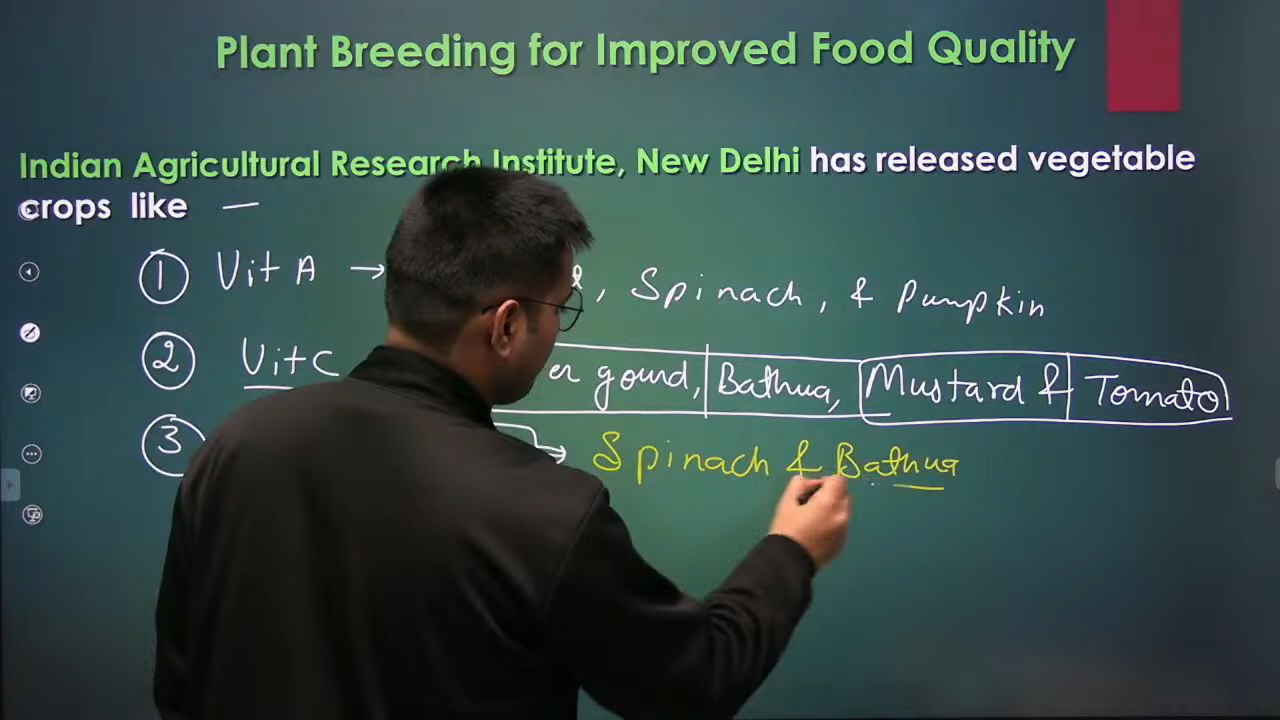 Plant Breeding for Improved Food Quality
Indian Agricultural Research Institute, New Delhi has released vegetable
crops like —
1 Vit A → , Spinach, & Pumpkin
2 Vit C gourd, Bathua, Mustard & Tomato
3 → Spinach & Bathua